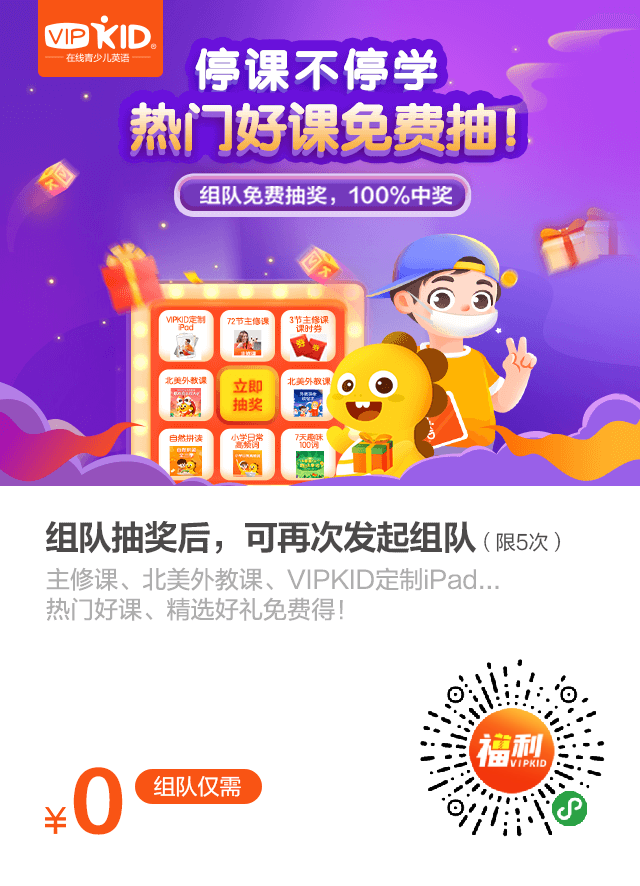 VIPKID®
在线青少儿英语
停课不停学
热门好课免费抽!
组队免费抽奖，100%中奖
VIPKID定制
iPad
72节主修课
3节主修课
课时券
北美外教课
立即
抽奖
北美外教课
自然拼读
小学日常
高频词
7天趣味
100词
组队抽奖后，可再次发起组队（限5次）
主修课、北美外教课、VIPKID定制iPad...
热门好课、精选好礼免费得!
¥0 组队仅需
福利
VIPKID